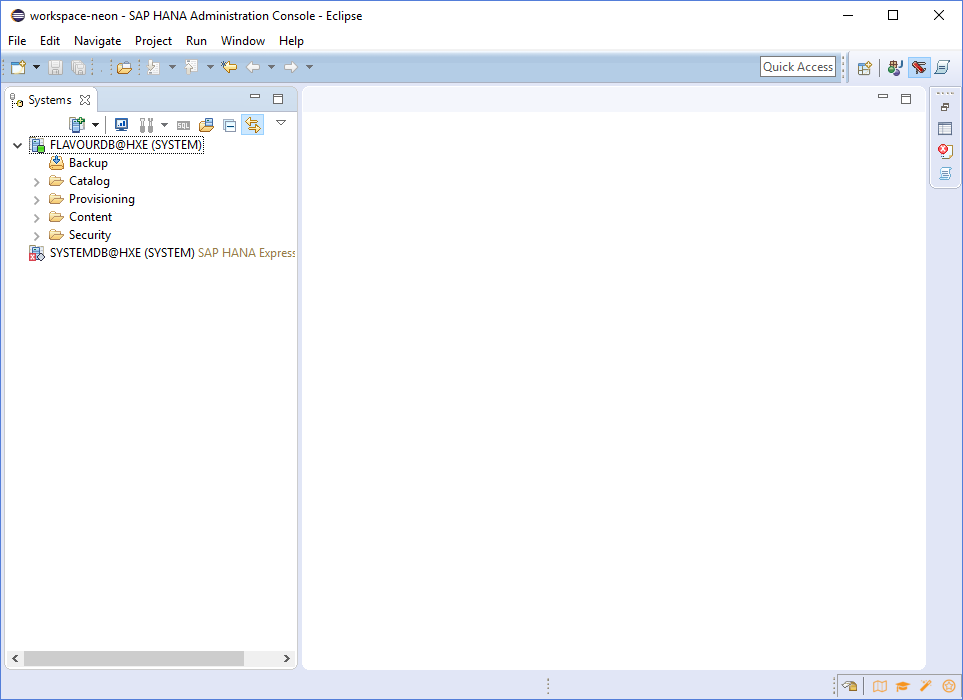 workspace-neon - SAP HANA Administration Console - Eclipse
File Edit Navigate Project Run Window Help
Quick Access
Systems
SQL
FLAVOURDB@HXE (SYSTEM)
Backup
Catalog
Provisioning
Content
Security
SYSTEMDB@HXE (SYSTEM) SAP HANA Express